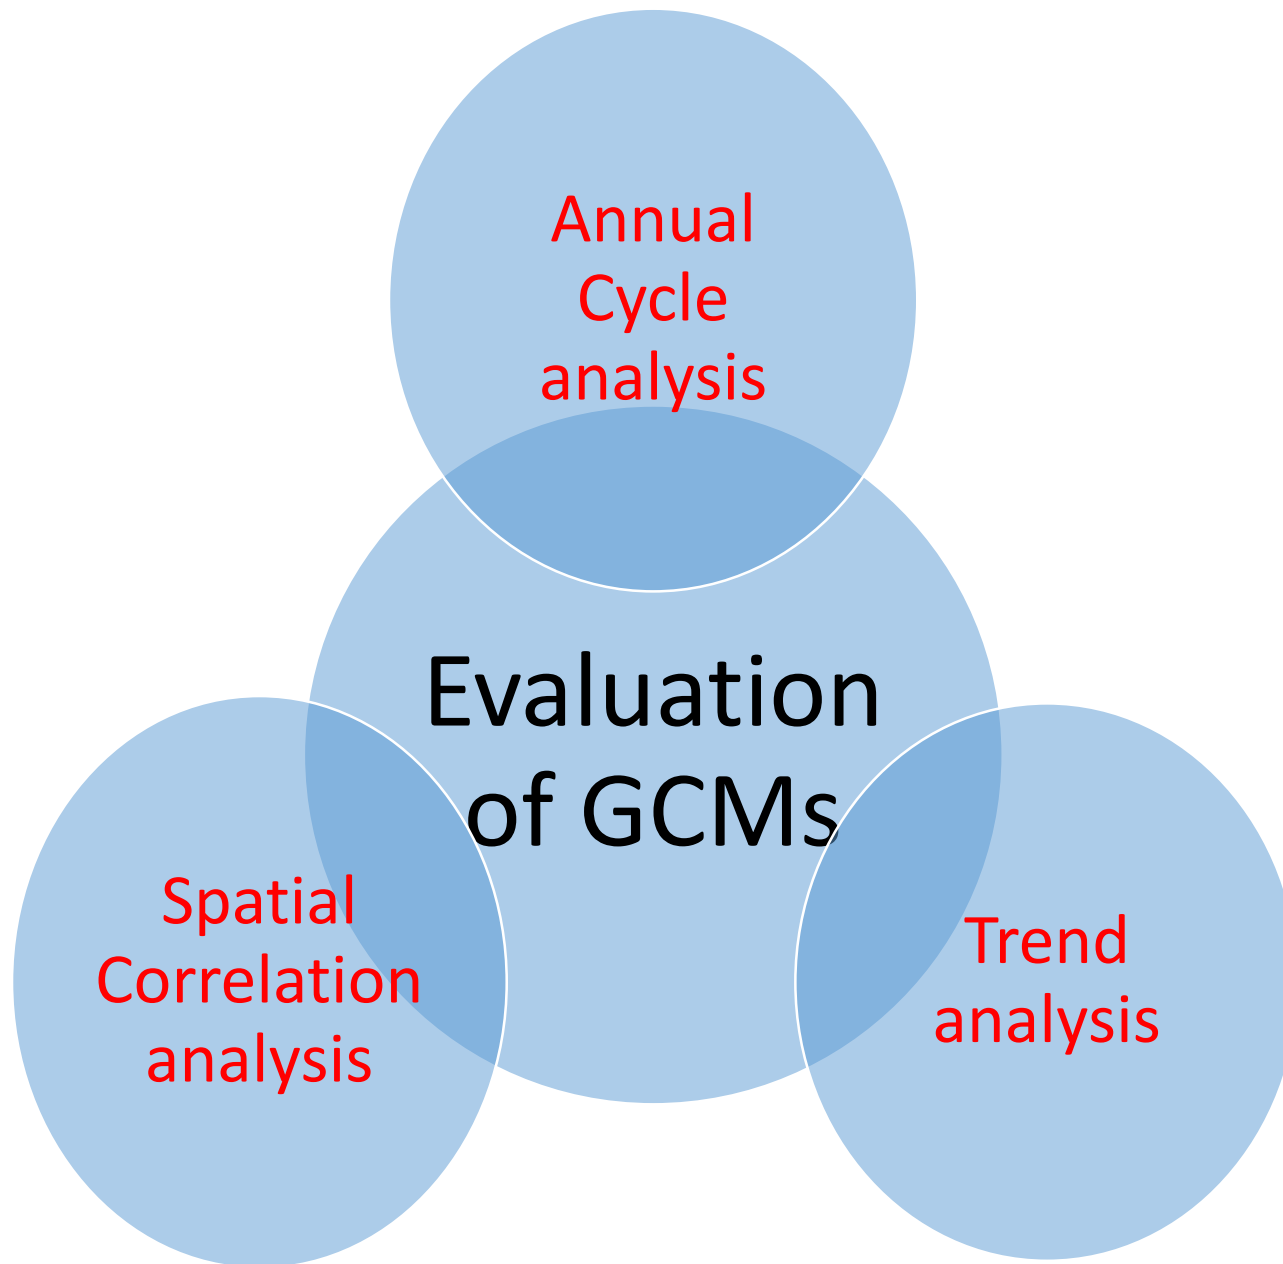 Annual
Cycle
analysis
Evaluation
of GCMs
Spatial
Correlation
analysis
Trend
analysis